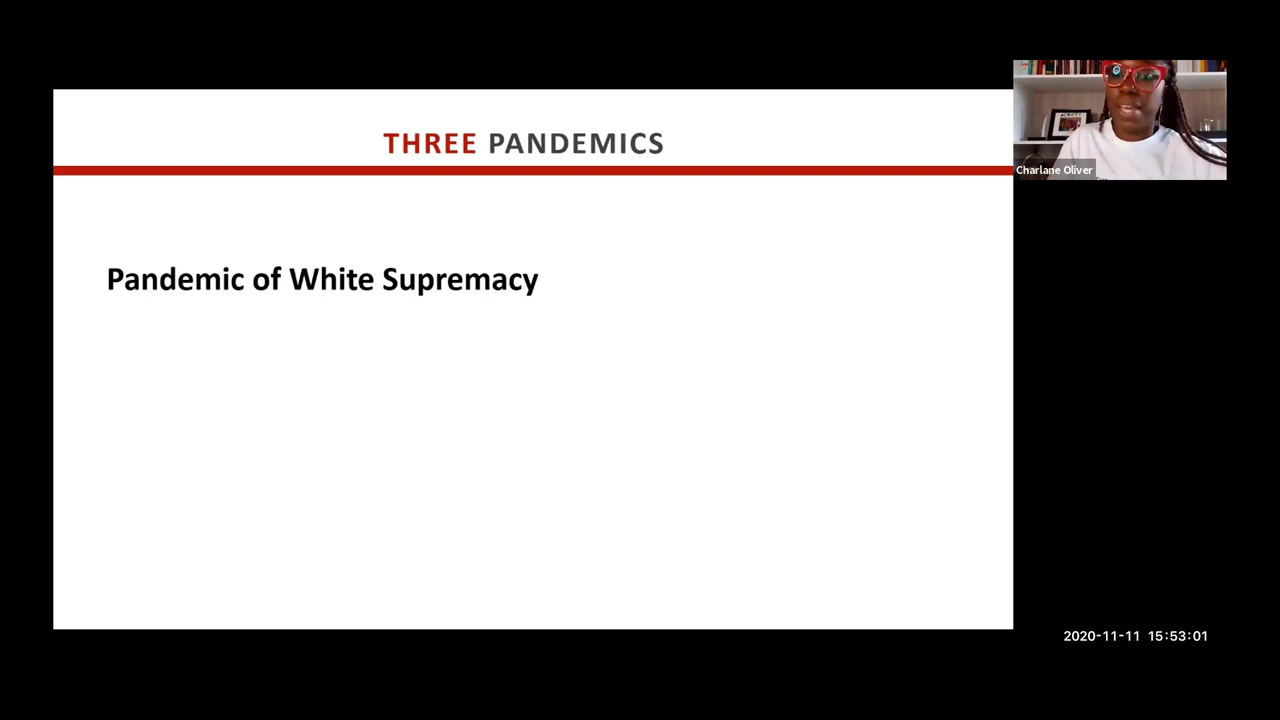 THREE PANDEMICS
Charlane Oliver
Pandemic of White Supremacy
2020-11-11 15:53:01